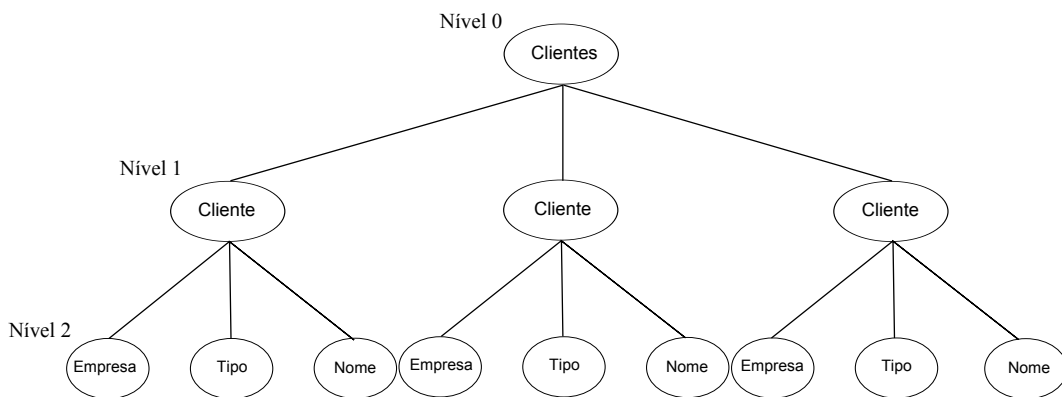 Nível 0
Clientes
Nível 1
Cliente Cliente Cliente
Nível 2
Empresa Tipo Nome Empresa Tipo Nome Empresa Tipo Nome